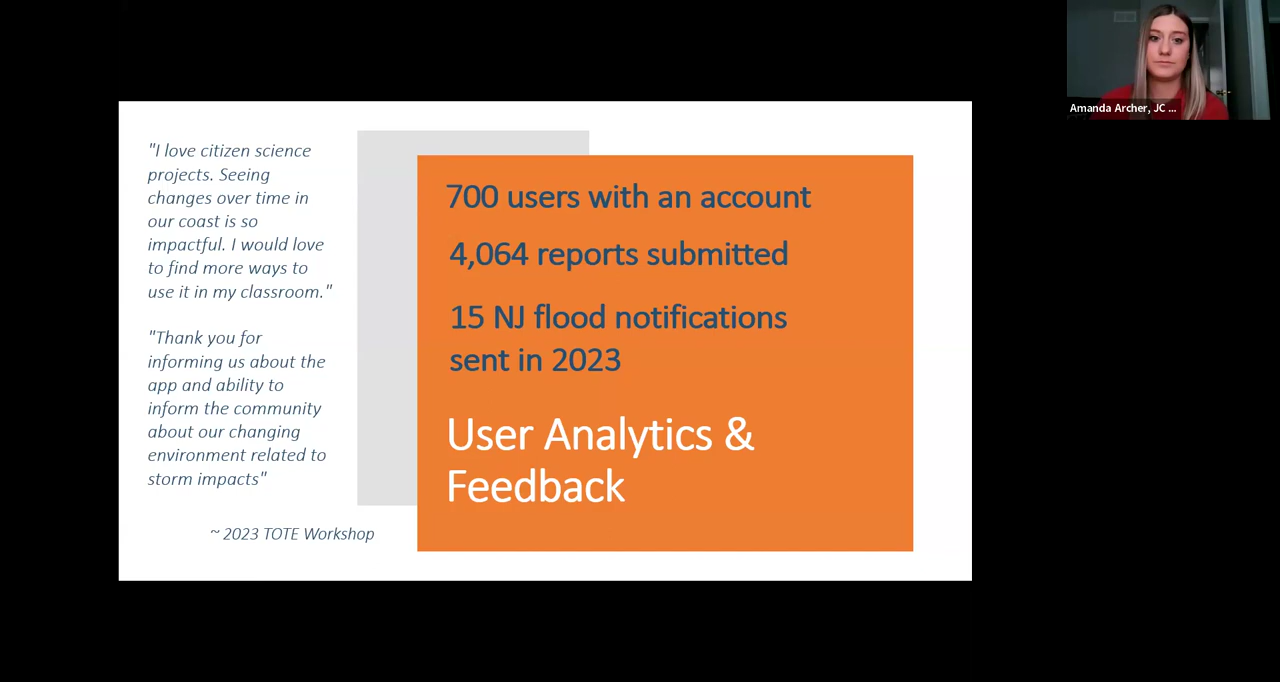 Amanda Archer, JC ...
"I love citizen science
projects. Seeing
changes over time in
our coast is so
impactful. I would love
to find more ways to
use it in my classroom."
"Thank you for
informing us about the
app and ability to
inform the community
about our changing
environment related to
storm impacts"
~ 2023 TOTE Workshop
700 users with an account
4,064 reports submitted
15 NJ flood notifications
sent in 2023
User Analytics &
Feedback